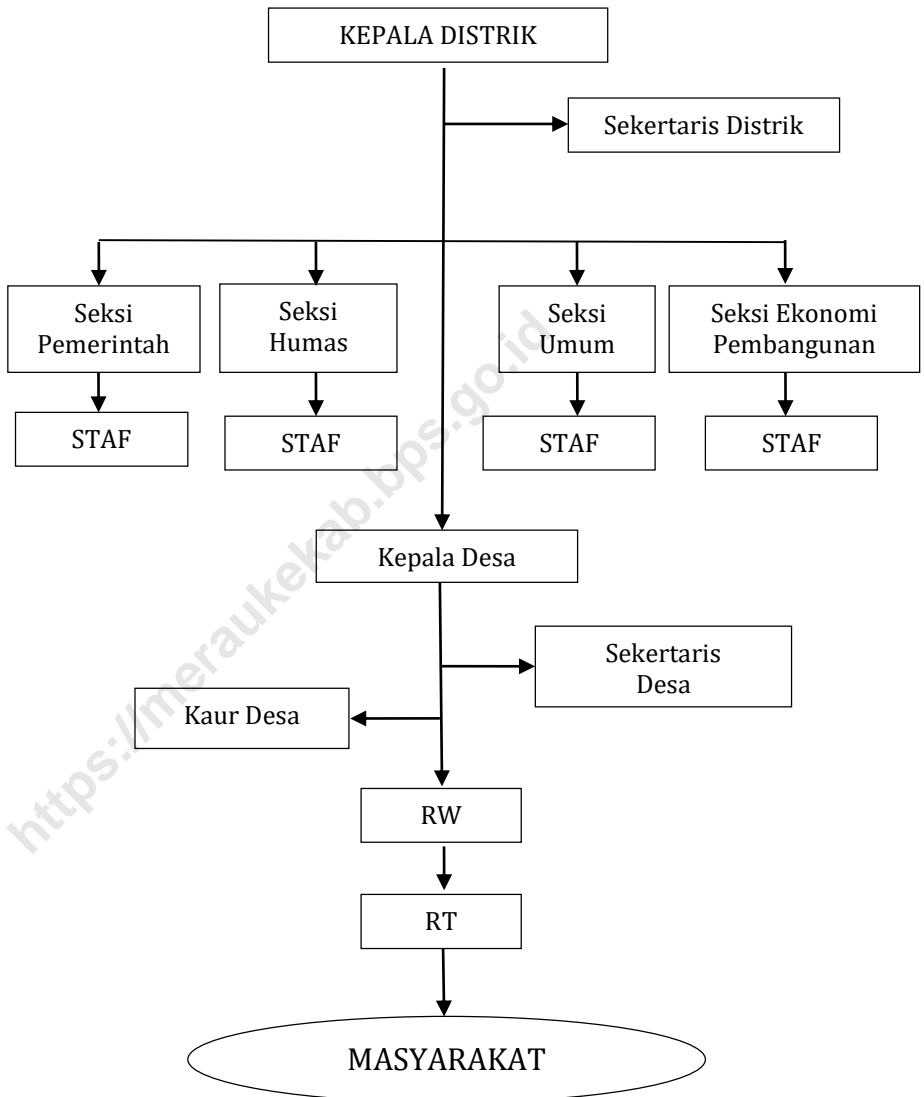 KEPALA DISTRIK
Sekertaris Distrik
Seksi
Pemerintah
Seksi
Humas
Seksi
Umum
Seksi Ekonomi
Pembangunan
STAF
STAF
STAF
STAF
Kepala Desa
Sekertaris
Desa
Kaur Desa
RW
RT
MASYARAKAT
https://meraukekab.bps.go.id